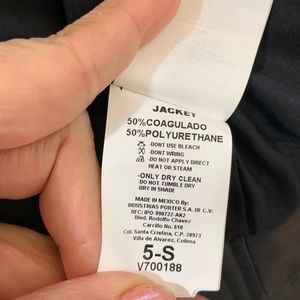 JACKET
50%COAGULADO
50%POLYURETHANE
-DONT USE BLEACH
-DONT WRING
-DO NOT APPLY DIRECT
HEAT OR STEAM
-ONLY DRY CLEAN
DO NOT TUMBLE DRY
DRY IN SHADE
MADE IN MEXICO By:
INDUSTRIAS PORTER S.A. DE C.V.
RFC: IPO-990722-AK2
Blvd. Rodolfo Chavez
Carrillo No. 610
Col. Santa Cristina, C.P. 28973
Villa de Alvarez, Colima
5-S
V700188